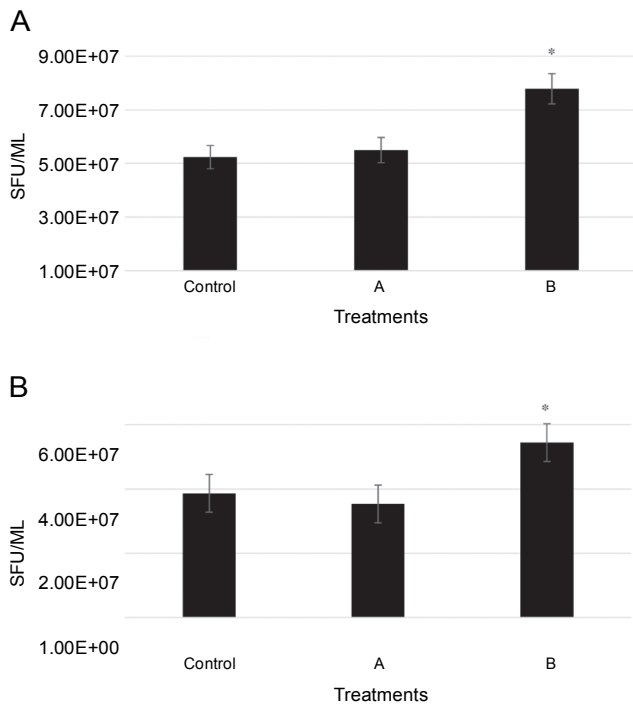 A
9.00E+07
*
7.00E+07
5.00E+07
3.00E+07
1.00E+07
SFU/ML
Control A B
Treatments
B
*
6.00E+07
4.00E+07
2.00E+07
1.00E+00
SFU/ML
Control A B
Treatments